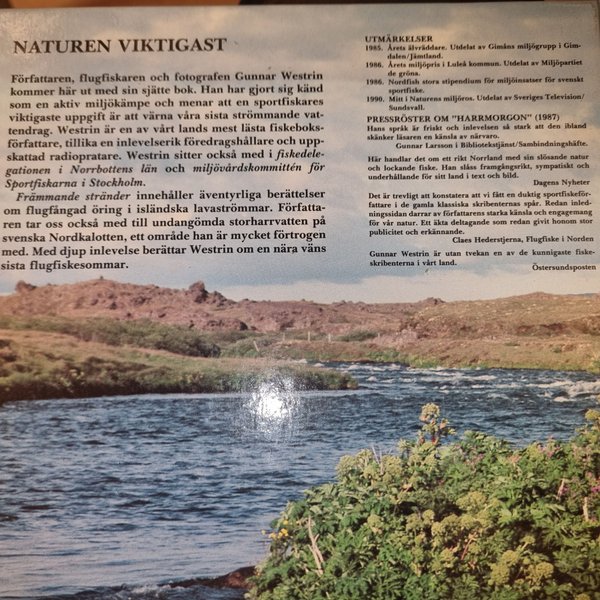 NATUREN VIKTIGAST
Författaren, flugfiskaren och fotografen Gunnar Westrin
kommer här ut med sin sjätte bok. Han har gjort sig känd
som en aktiv miljökämpe och menar att en sportfiskares
viktigaste uppgift är att värna våra sista strömmande vat-
tendrag. Westrin är en av vårt lands mest lästa fiskeboks-
författare, tillika en inlevelserik föredragshållare och upp-
skattad radiopratare. Westrin sitter också med i fiskedele-
gationen i Norrbottens län och miljövårdskommittén för
Sportfiskarna i Stockholm.
Främmande stränder innehåller äventyrliga berättelser
om flugfångad öring i isländska lavaströmmar. Författa-
ren tar oss också med till undangömda storharrvatten på
svenska Nordkalotten, ett område han är mycket förtrogen
med. Med djup inlevelse berättar Westrin om en nära väns
sista flugfiskesommar.
UTMÄRKELSER
1985. Årets älvräddare. Utdelat av Gimåns miljögrupp i Gim-
dalen/Jämtland.
1986. Årets miljöpris i Luleå kommun. Utdelat av Miljöpartiet
de gröna.
1986. Nordfish stora stipendium för miljöinsatser för svenskt
sportfiske.
1990. Mitt i Naturens miljöros. Utdelat av Sveriges Television/
Sundsvall.
PRESSRÖSTER OM "HARRMORGON" (1987)
Hans språk är friskt och inlevelsen så stark att den ibland
skänker läsaren en känsla av närvaro.
Gunnar Larsson i Bibliotekstjänst/Sambindningshäfte.
Här handlar det om ett rikt Norrland med sin slösande natur
och lockande fiske. Han slåss framgångsrikt, sympatiskt och
underhållande för sitt land i text och bild.
Dagens Nyheter
Det är trevligt att konstatera att vi fått en duktig sportfiskeför-
fattare i de gamla klassiska skribenternas spår. Redan inled-
ningssidan darrar av författarens starka känsla och engagemang
för vår natur. Ett äkta deltagande som redan givit honom stor
publicitet och erkännande.
Claes Hederstjerna, Flugfiske i Norden
Gunnar Westrin är utan tvekan en av de kunnigaste fiske-
skribenterna i vårt land.
Östersundsposten